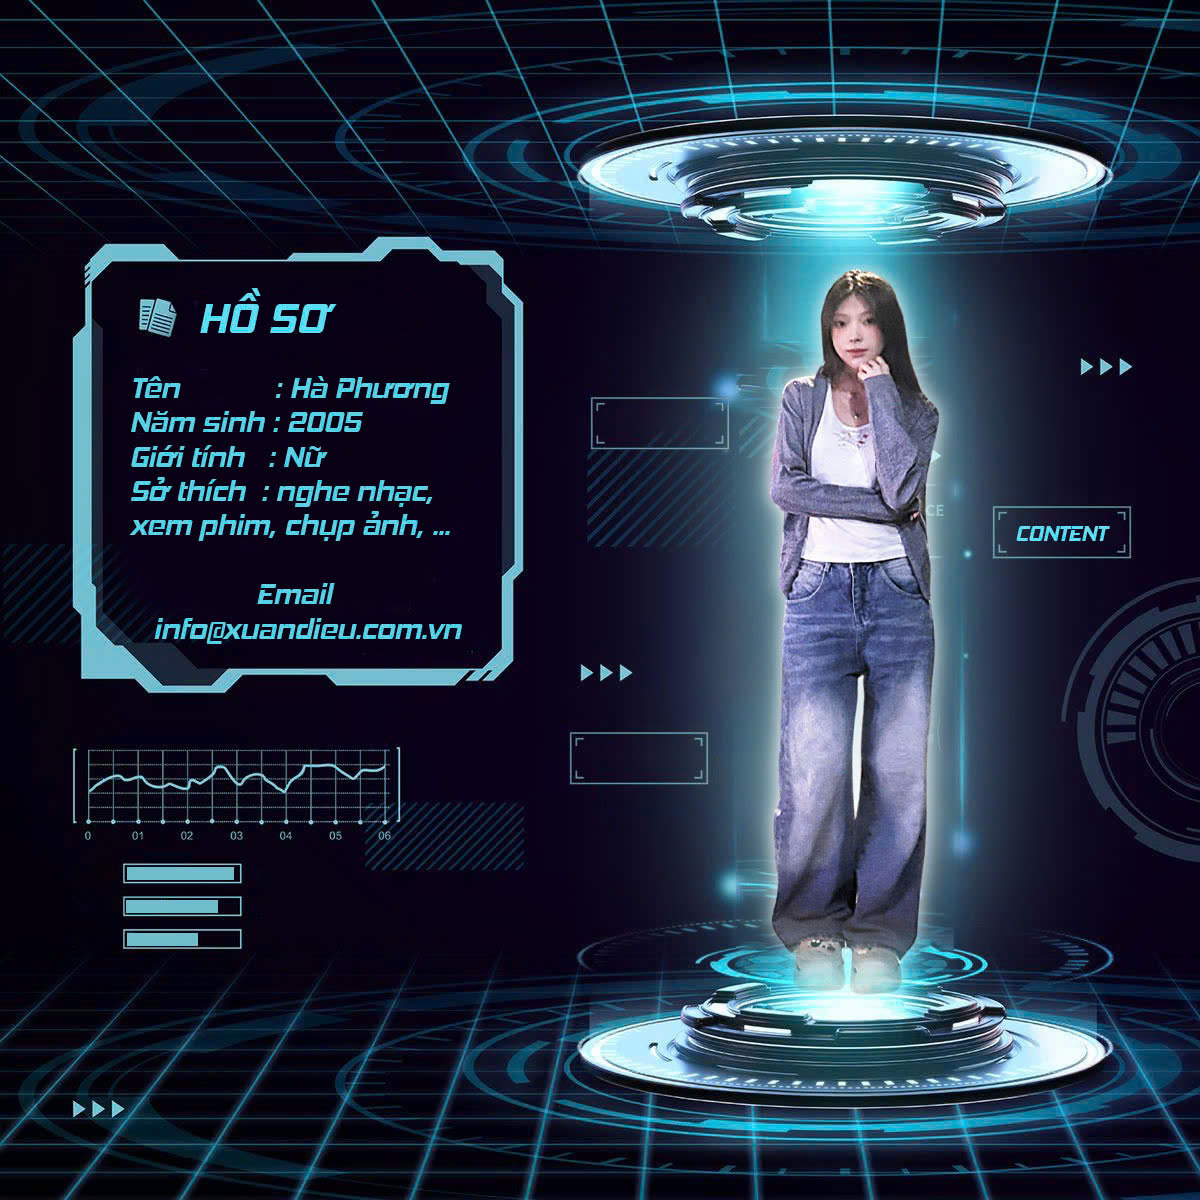 HỒ SƠ
Tên : Hà Phương
Năm sinh : 2005
Giới tính : Nữ
Sở thích : nghe nhạc,
xem phim, chụp ảnh, ...
Email
info@xuandieu.com.vn
CE
CONTENT
0 01 02 03 04 05 06